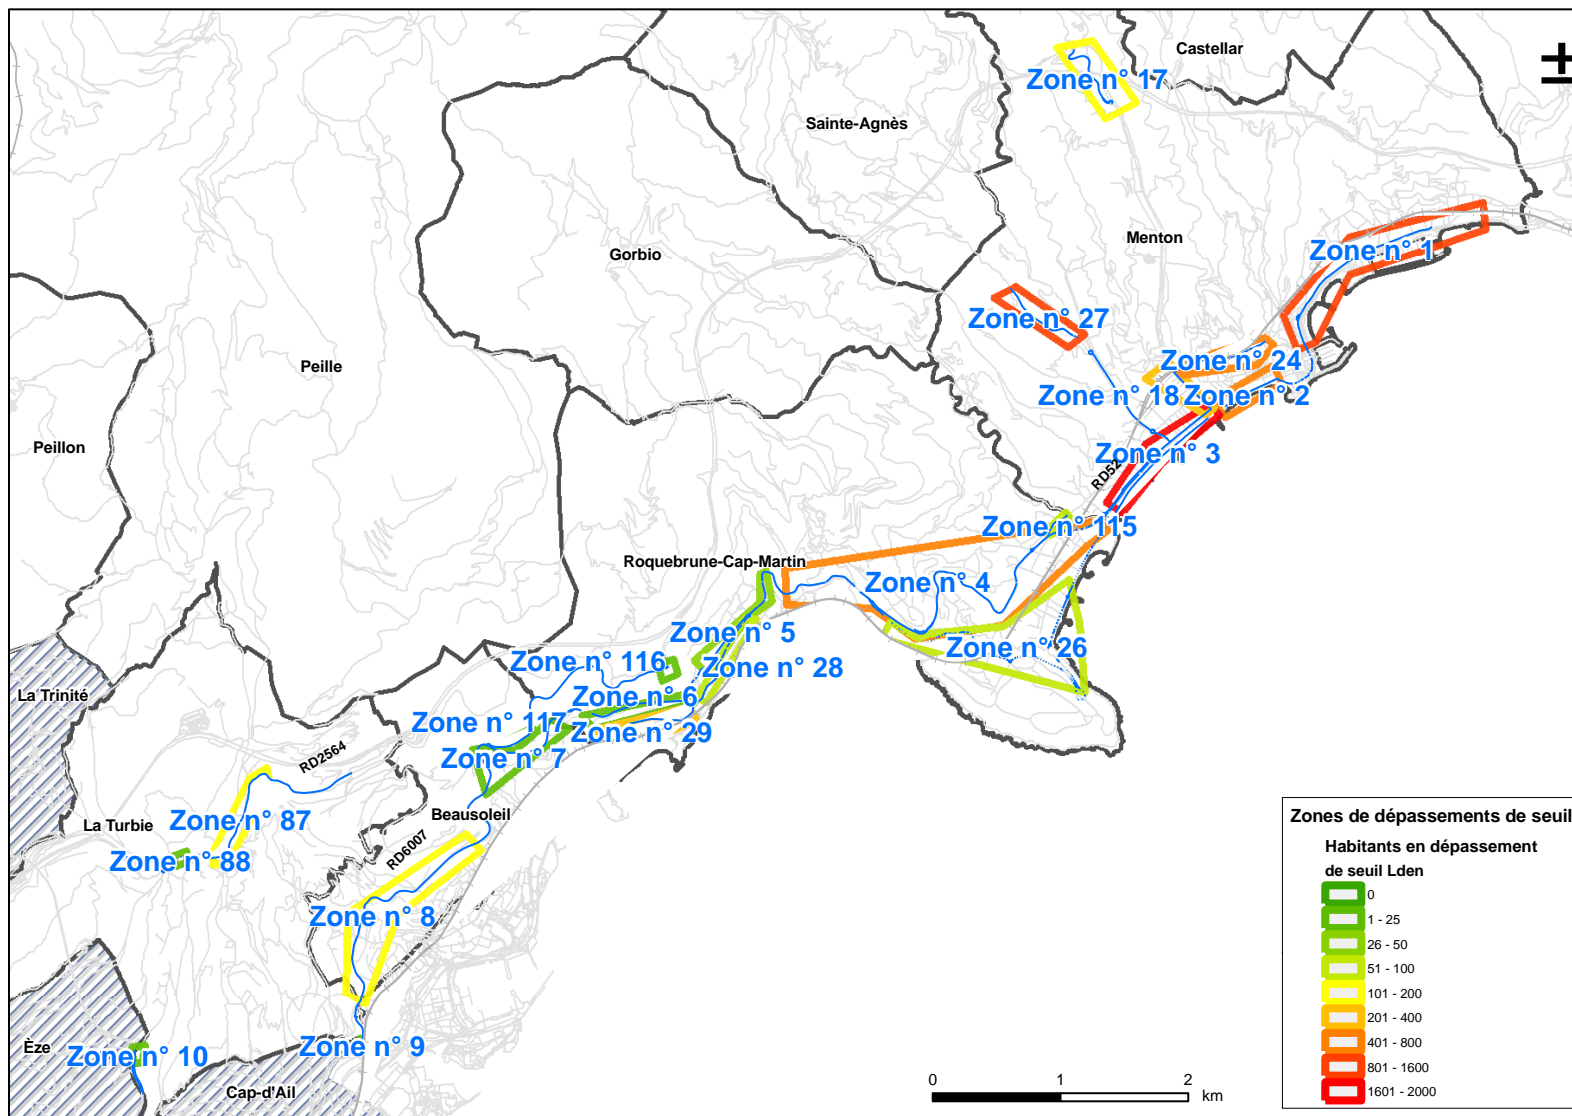 Castellar
Zone n° 17
Sainte-Agnès
Menton
Zone n° 1
Gorbio
Zone n° 27
Zone n° 24
Peille
Zone n° 18
Zone n° 2
Peillon
Zone n° 3
RD52
Zone n° 115
Roquebrune-Cap-Martin
Zone n° 4
Zone n° 5
Zone n° 26
Zone n° 116
Zone n° 28
La Trinité
Zone n° 6
Zone n° 117
Zone n° 29
Zone n° 7
RD2564
Beausoleil
La Turbie
Zone n° 87
RD6007
Zone n° 88
Zone n° 8
Èze
Zone n° 10
Zone n° 9
Cap-d'Ail
0 1 2
km
Zones de dépassements de seuil
Habitants en dépassement
de seuil Lden
0
1 - 25
26 - 50
51 - 100
101 - 200
201 - 400
401 - 800
801 - 1600
1601 - 2000